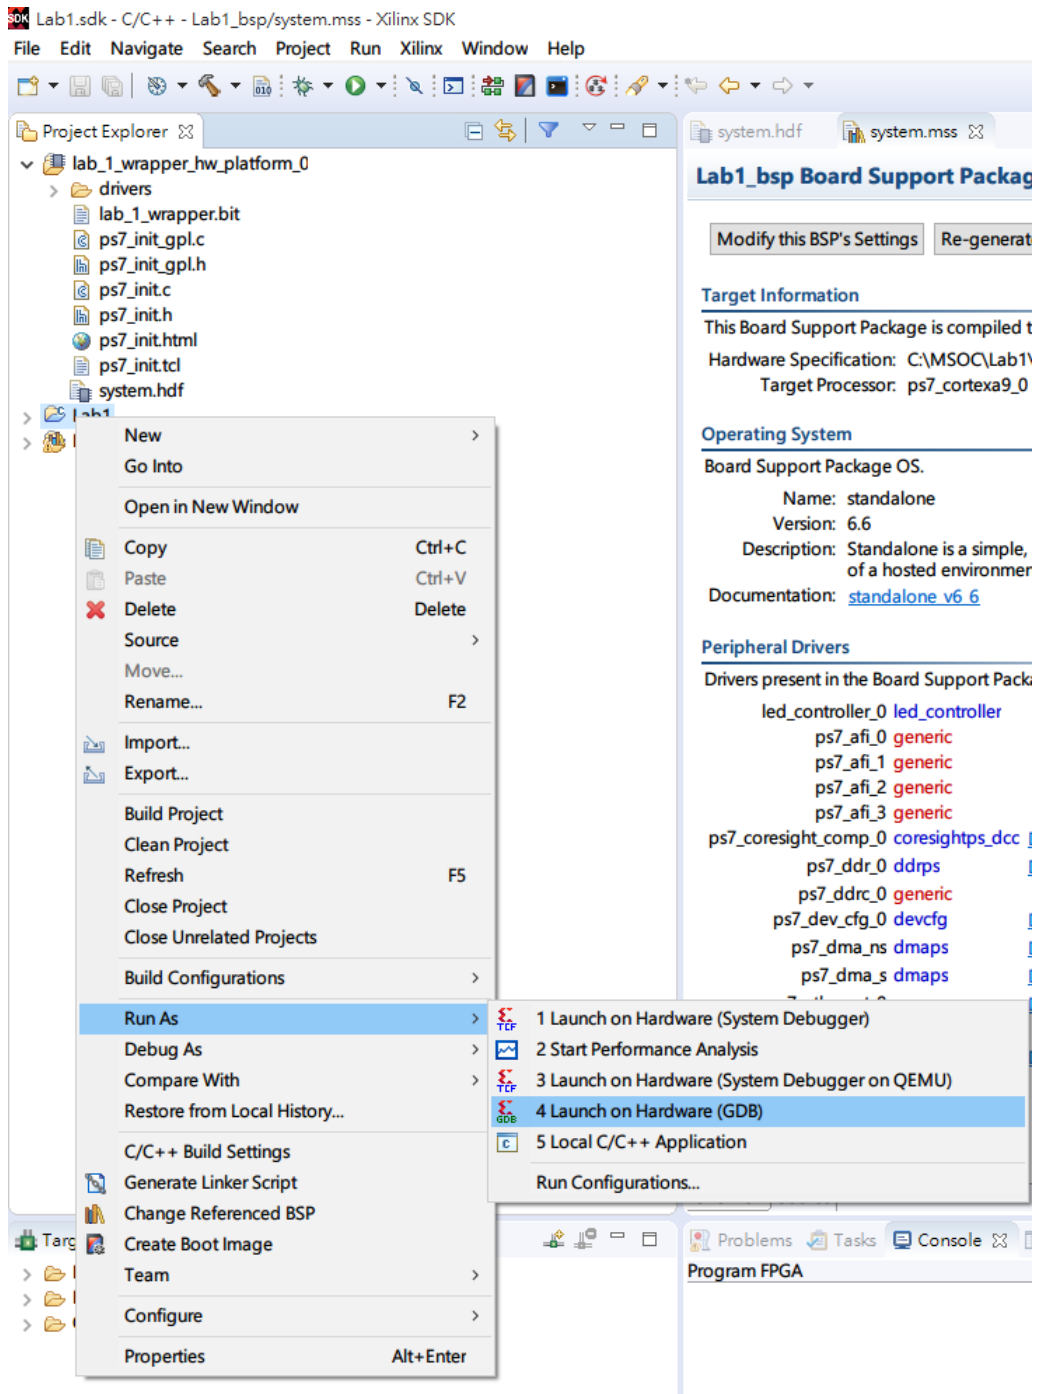 Lab1.sdk - C/C++ - Lab1_bsp/system.mss - Xilinx SDK
File Edit Navigate Search Project Run Xilinx Window Help
Project Explorer
lab_1_wrapper_hw_platform_0
drivers
lab_1_wrapper.bit
ps7_init_gpl.c
ps7_init_gpl.h
ps7_init.c
ps7_init.h
ps7_init.html
ps7_init.tcl
system.hdf
Lab1
New
Go Into
Open in New Window
Copy Ctrl+C
Paste Ctrl+V
Delete Delete
Source
Move...
Rename... F2
Import...
Export...
Build Project
Clean Project
Refresh F5
Close Project
Close Unrelated Projects
Build Configurations
Run As
Debug As
Compare With
Restore from Local History...
C/C++ Build Settings
Generate Linker Script
Change Referenced BSP
Create Boot Image
Team
Configure
Properties Alt+Enter
1 Launch on Hardware (System Debugger)
2 Start Performance Analysis
3 Launch on Hardware (System Debugger on QEMU)
4 Launch on Hardware (GDB)
5 Local C/C++ Application
Run Configurations...
system.hdf system.mss
Lab1_bsp Board Support Packag
Modify this BSP's Settings Re-generat
Target Information
This Board Support Package is compiled t
Hardware Specification: C:\MSOC\Lab1\
Target Processor: ps7_cortexa9_0
Operating System
Board Support Package OS.
Name: standalone
Version: 6.6
Description: Standalone is a simple,
of a hosted environmen
Documentation: standalone_v6_6
Peripheral Drivers
Drivers present in the Board Support Packa
led_controller_0 led_controller
ps7_afi_0 generic
ps7_afi_1 generic
ps7_afi_2 generic
ps7_afi_3 generic
ps7_coresight_comp_0 coresightps_dcc
ps7_ddr_0 ddrps
ps7_ddrc_0 generic
ps7_dev_cfg_0 devcfg
ps7_dma_ns dmaps
ps7_dma_s dmaps
Targ
Problems Tasks Console
Program FPGA